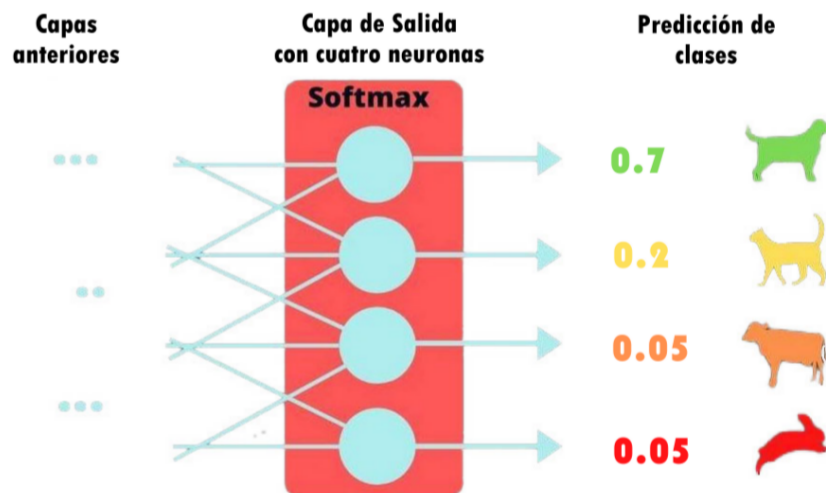 Capas
anteriores
Capa de Salida
con cuatro neuronas
Predicción de
clases
Softmax
0.7
0.2
0.05
0.05